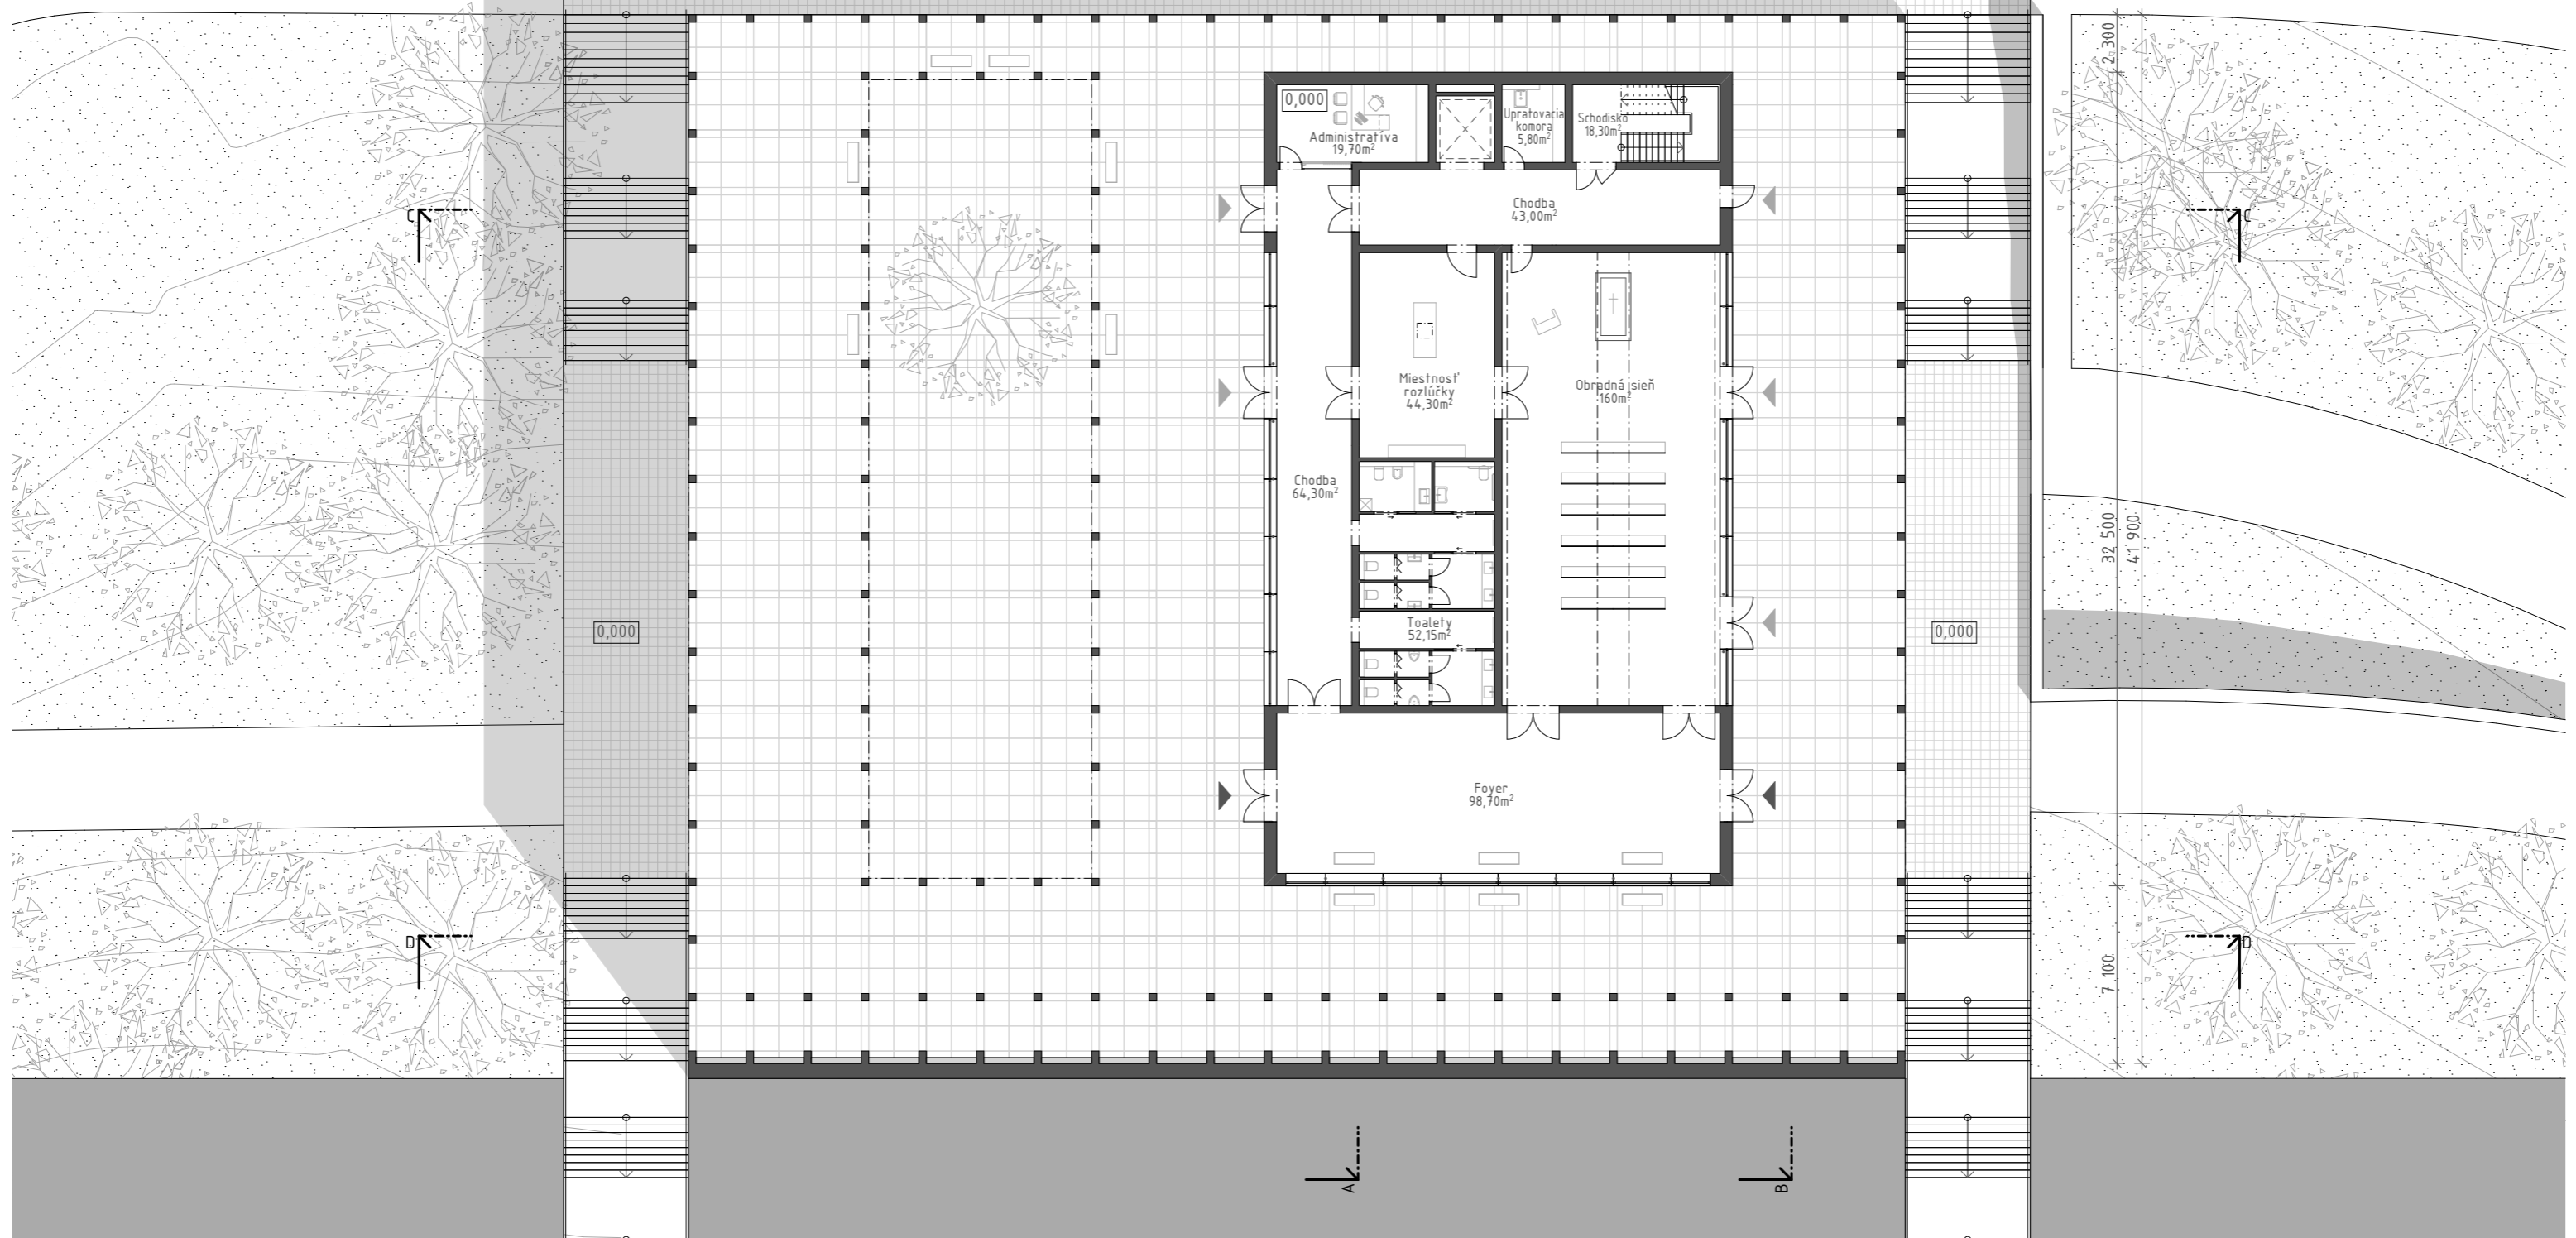 2 300
0,000
Administratíva
19,70m²
Upratovacia
komora
5,80m²
Schodisko
18,30m²
C
Chodba
43,00m²
C
Miestnosť
rozlúčky
44,30m²
Obradná sieň
160m²
Chodba
64,30m²
32 500
41 900
0,000
Toalety
52,15m²
0,000
Foyer
98,70m²
D
D
7 100
A
B